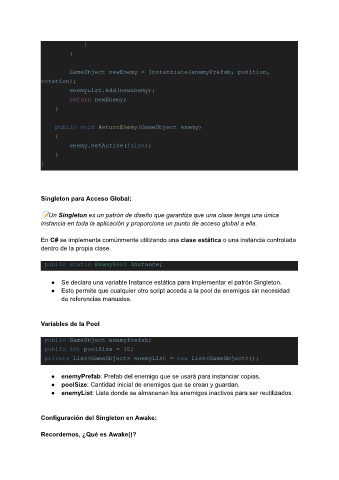 }
}
GameObject newEnemy = Instantiate(enemyPrefab, position,
rotation);
enemyList.Add(newEnemy);
return newEnemy;
}
public void ReturnEnemy(GameObject enemy)
{
enemy.SetActive(false);
}
}
Singleton para Acceso Global:
📝Un Singleton es un patrón de diseño que garantiza que una clase tenga una única
instancia en toda la aplicación y proporciona un punto de acceso global a ella.
En C# se implementa comúnmente utilizando una clase estática o una instancia controlada
dentro de la propia clase.
public static EnemyPool Instance;
● Se declara una variable Instance estática para implementar el patrón Singleton.
● Esto permite que cualquier otro script acceda a la pool de enemigos sin necesidad
de referencias manuales.
Variables de la Pool
public GameObject enemyPrefab;
public int poolSize = 10;
private List<GameObject> enemyList = new List<GameObject>();
● enemyPrefab: Prefab del enemigo que se usará para instanciar copias.
● poolSize: Cantidad inicial de enemigos que se crean y guardan.
● enemyList: Lista donde se almacenan los enemigos inactivos para ser reutilizados.
Configuración del Singleton en Awake:
Recordemos, ¿Qué es Awake()?